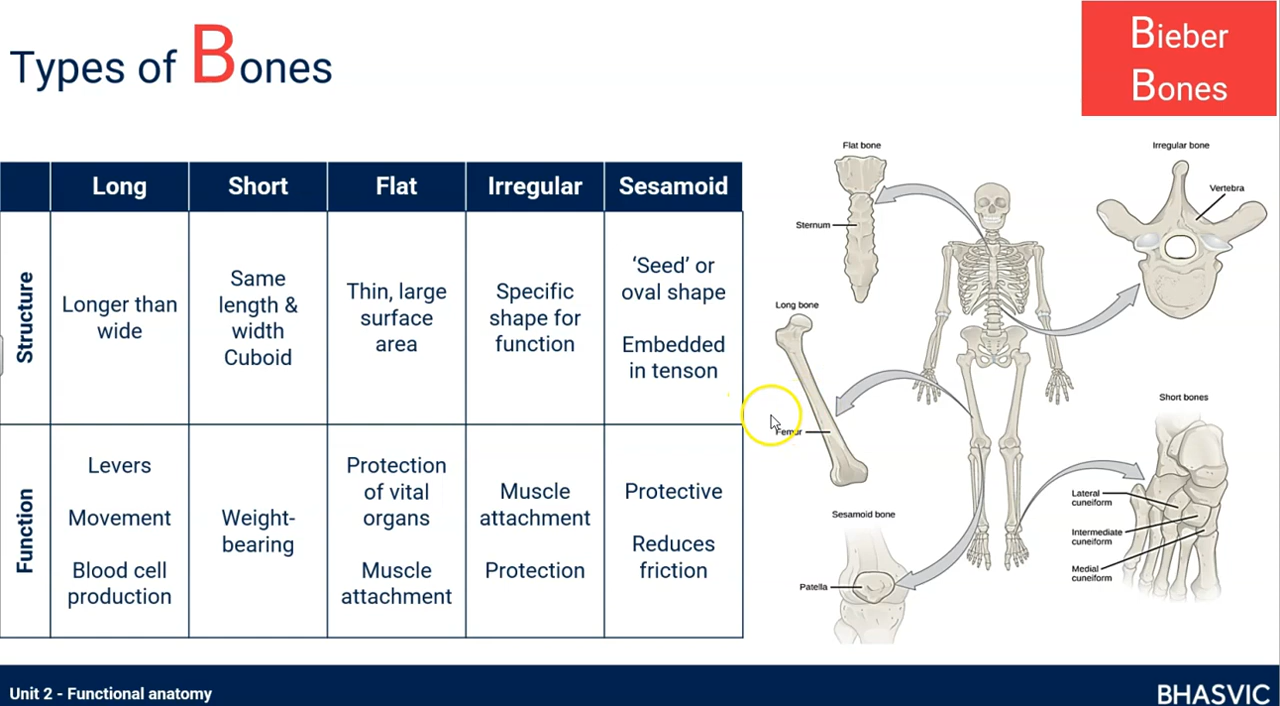 Types of Bones
Bieber
Bones
Long
Short
Flat
Irregular
Sesamoid
Structure
Longer than
wide
Same
length &
width
Cuboid
Thin, large
surface
area
Specific
shape for
function
‘Seed’ or
oval shape
Embedded
in tenson
Function
Levers
Movement
Blood cell
production
Weight-
bearing
Protection
of vital
organs
Muscle
attachment
Muscle
attachment
Protection
Protective
Reduces
friction
Flat bone
Sternum
Irregular bone
Vertebra
Long bone
Femur
Short bones
Lateral
cuneiform
Intermediate
cuneiform
Medial
cuneiform
Sesamoid bone
Patella
Unit 2 - Functional anatomy
BHASVIC